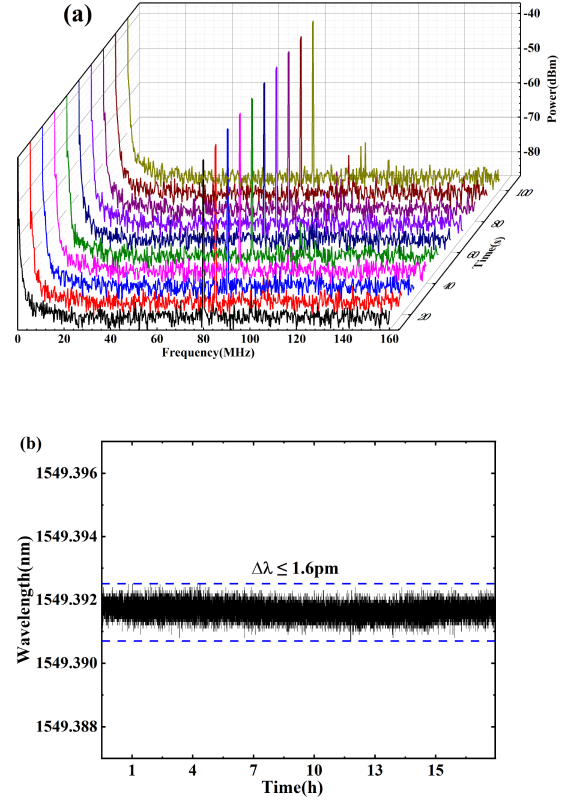 (a)
-40
-50
-60
-70
-80
Power(dBm)
100
80
60
40
20
Time(s)
0 20 40 60 80 100 120 140 160
Frequency(MHz)
(b)
1549.396
1549.394
1549.392
1549.390
1549.388
Wavelength(nm)
Δλ ≤ 1.6pm
1 4 7 10 13 15
Time(h)